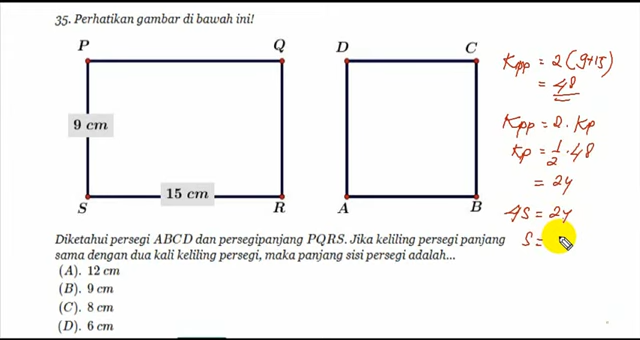 35. Perhatikan gambar di bawah ini!
P
Q
D
C
9 cm
15 cm
S
R
A
B
Kpp = 2(9+15)
= 48
Kpp = 2 . Kp
Kp = 1/2 . 48
= 24
4s = 24
s =
Diketahui persegi ABCD dan persegipanjang PQRS. Jika keliling persegi panjang
sama dengan dua kali keliling persegi, maka panjang sisi persegi adalah...
(A). 12 cm
(B). 9 cm
(C). 8 cm
(D). 6 cm